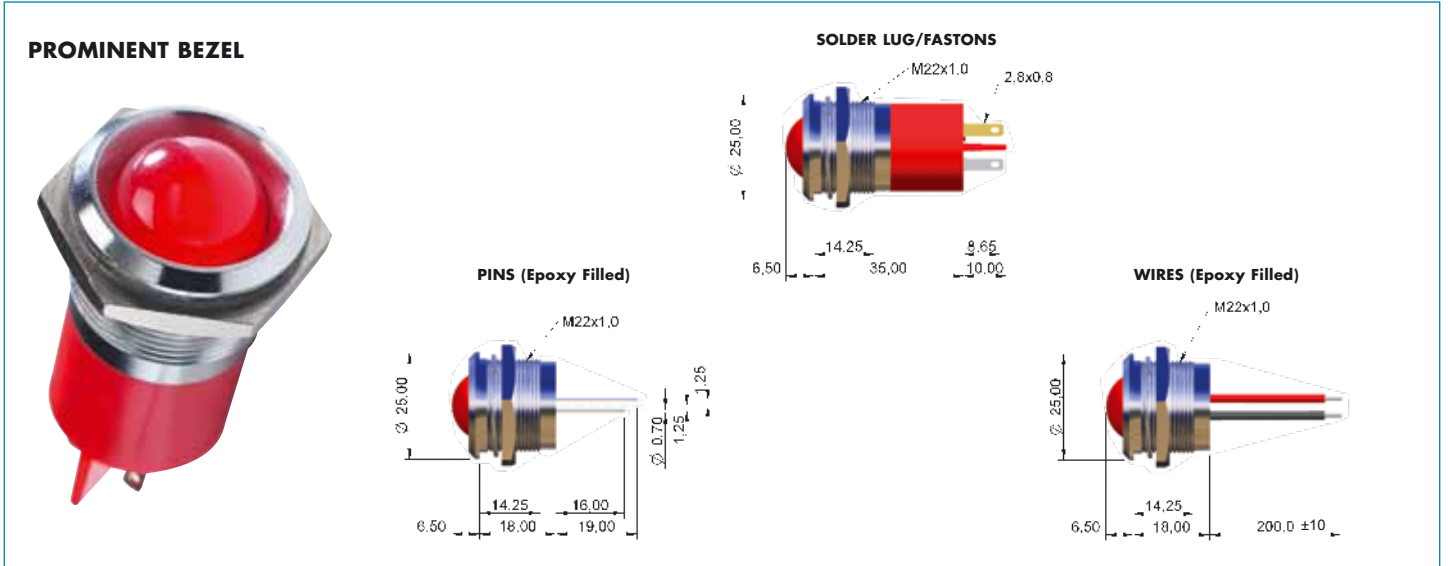 PROMINENT BEZEL
SOLDER LUG/FASTONS
M22x1,0
2,8x0,8
Ø 25,00
14.25
8.65
6,50
35,00
10,00
PINS (Epoxy Filled)
M22x1,0
Ø 25,00
1,25
Ø 0.70
1,25
14.25
16,00
6.50
18,00
19,00
WIRES (Epoxy Filled)
M22x1,0
Ø 25,00
14,25
6,50
18,00
200,0 ±10